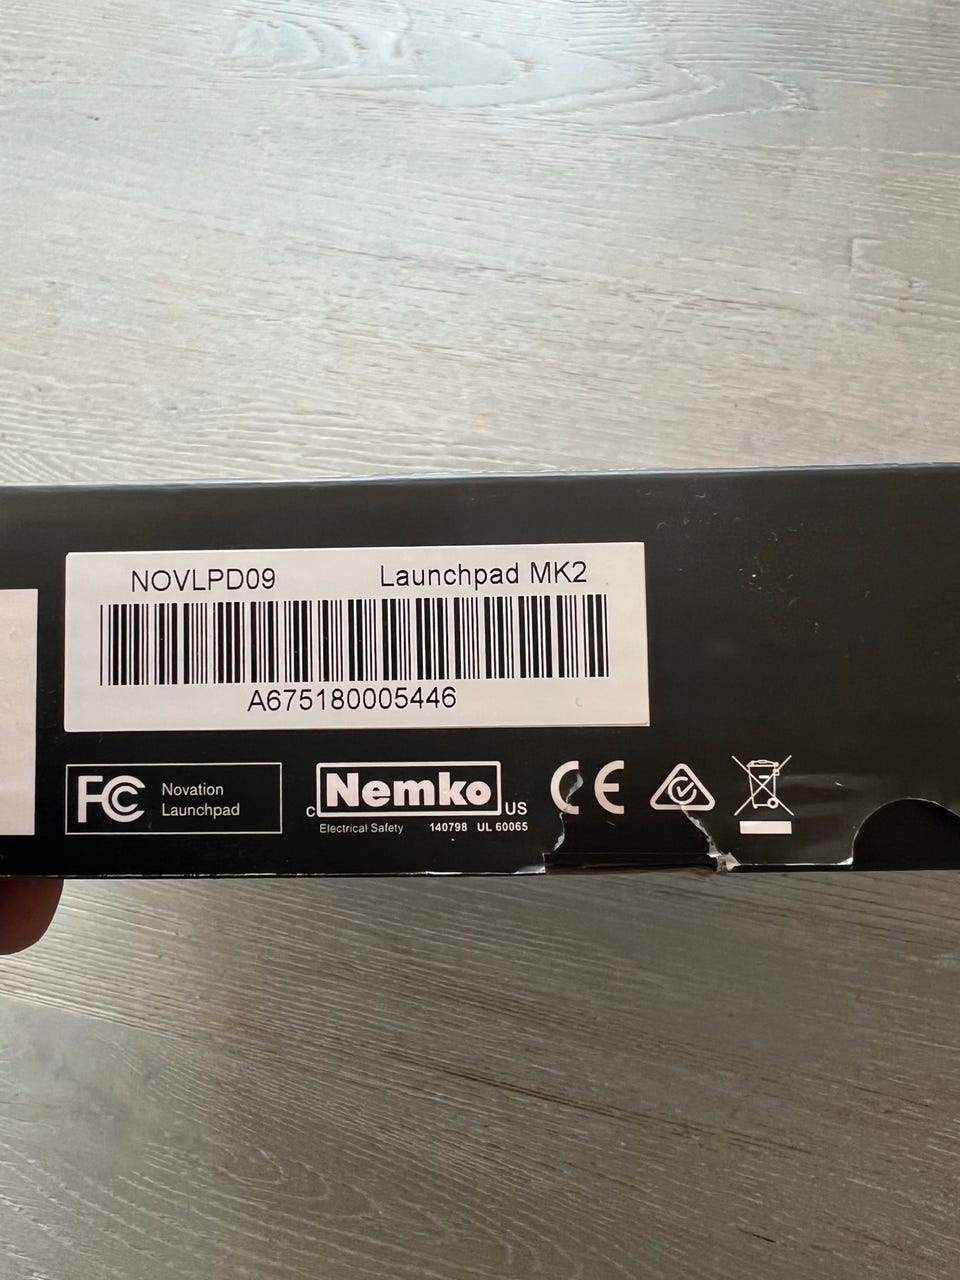 NOVLPD09 Launchpad MK2
A675180005446
FC Novation
Launchpad
c Nemko US
Electrical Safety 140798 UL 60065
CE